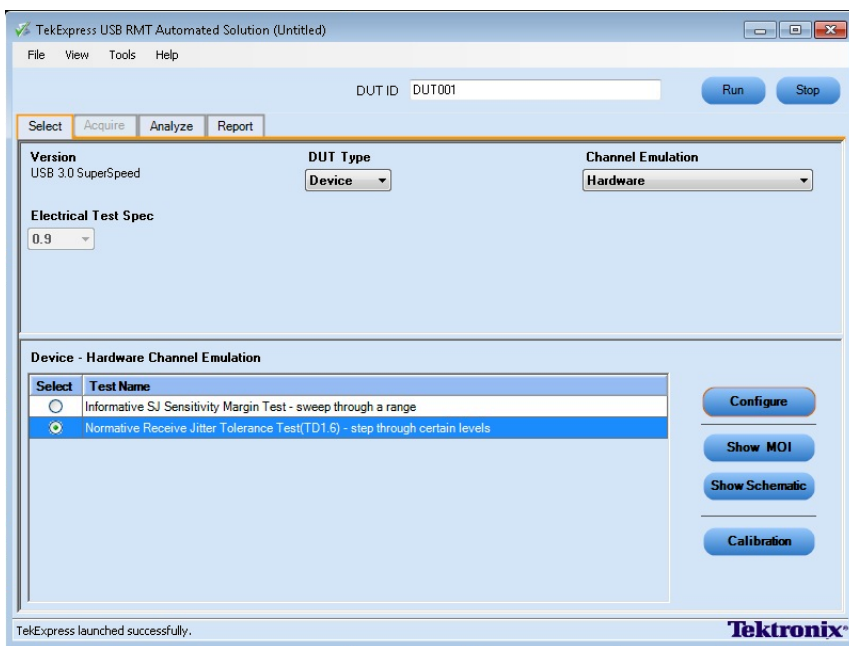 TekExpress USB RMT Automated Solution (Untitled)
File View Tools Help
DUT ID DUT001 Run Stop
Select Acquire Analyze Report
Version DUT Type Channel Emulation
USB 3.0 SuperSpeed Device Hardware
Electrical Test Spec
0.9
Device - Hardware Channel Emulation
Select Test Name
Informative SJ Sensitivity Margin Test - sweep through a range
Normative Receive Jitter Tolerance Test(TD1.6) - step through certain levels
Configure
Show MOI
Show Schematic
Calibration
TekExpress launched successfully. Tektronix